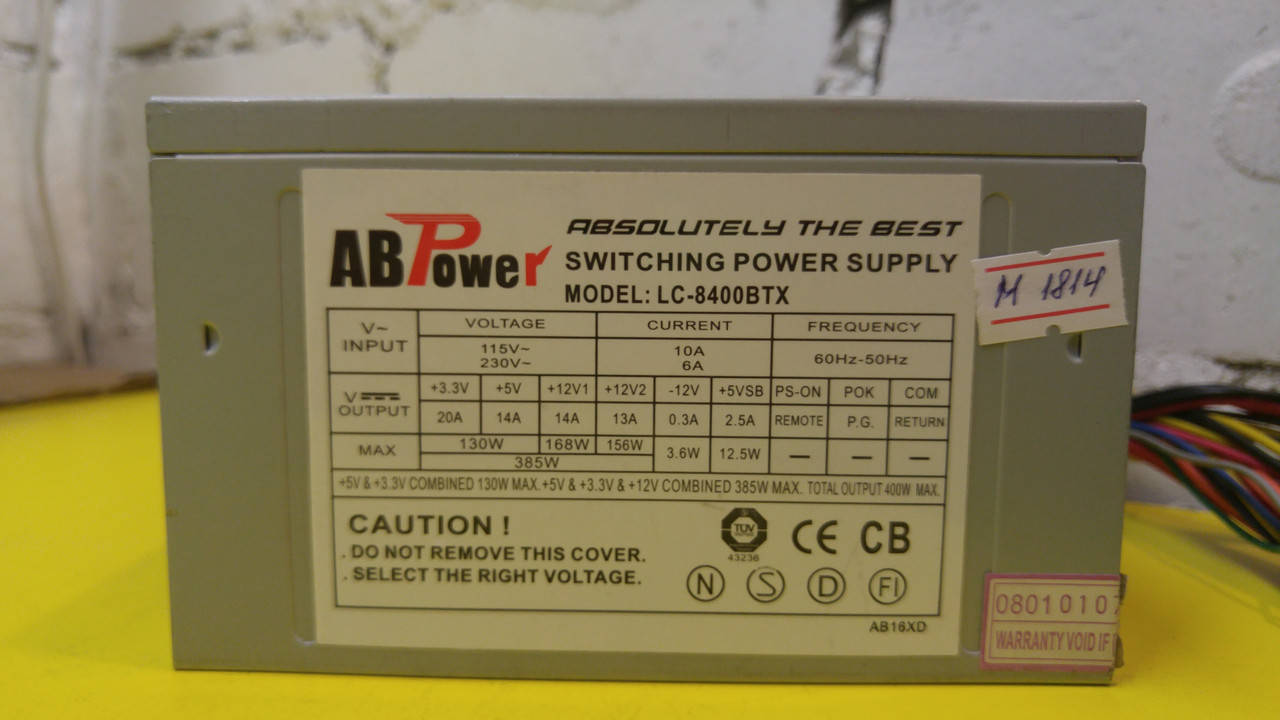 ABPower
ABSOLUTELY THE BEST
SWITCHING POWER SUPPLY
MODEL: LC-8400BTX
M 1814
V~ INPUT VOLTAGE CURRENT FREQUENCY
115V~ 10A 60Hz-50Hz
230V~ 6A
V OUTPUT +3.3V +5V +12V1 +12V2 -12V +5VSB PS-ON POK COM
20A 14A 14A 13A 0.3A 2.5A REMOTE P.G. RETURN
MAX 130W 168W 156W 3.6W 12.5W — — —
385W
+5V & +3.3V COMBINED 130W MAX. +5V & +3.3V & +12V COMBINED 385W MAX. TOTAL OUTPUT 400W MAX.
CAUTION !
. DO NOT REMOVE THIS COVER.
. SELECT THE RIGHT VOLTAGE.
TÜV
43236
CE CB
N S D FI
AB16XD
08010107
WARRANTY VOID IF